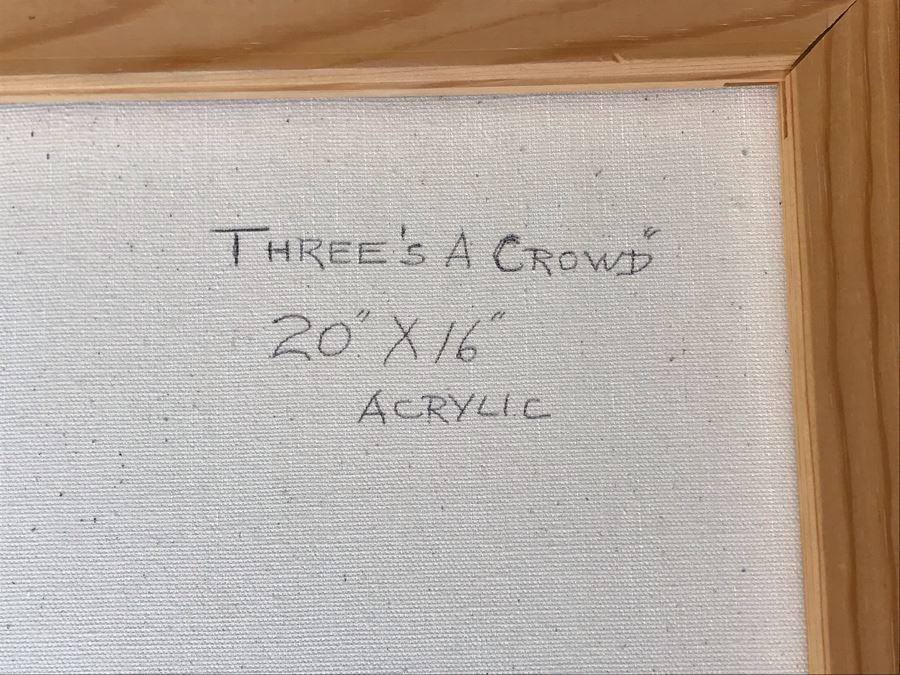 THREE'S A CROWD"
20" X 16"
ACRYLIC